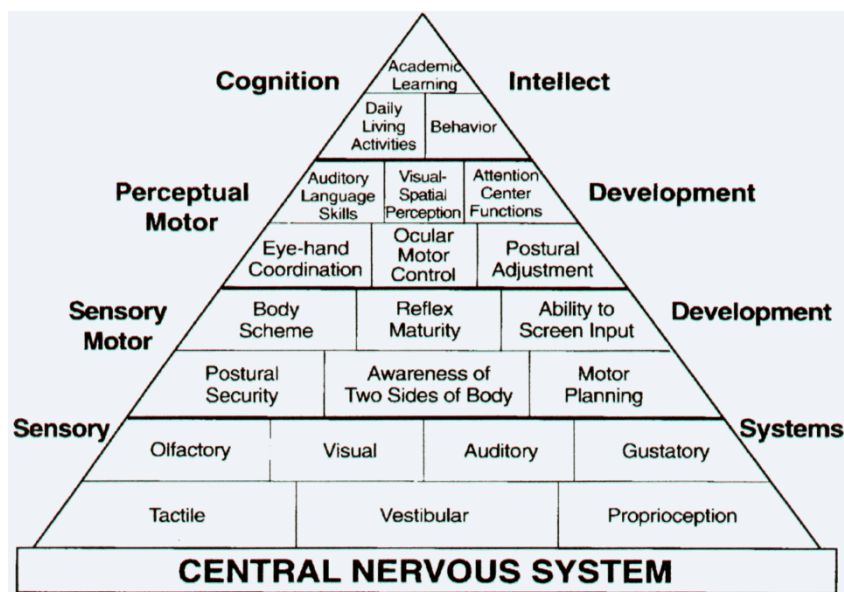 Cognition
Intellect
Academic
Learning
Daily
Living
Activities
Behavior
Perceptual
Motor
Development
Auditory
Language
Skills
Visual-
Spatial
Perception
Attention
Center
Functions
Eye-hand
Coordination
Ocular
Motor
Control
Postural
Adjustment
Sensory
Motor
Development
Body
Scheme
Reflex
Maturity
Ability to
Screen Input
Postural
Security
Awareness of
Two Sides of Body
Motor
Planning
Sensory
Systems
Olfactory
Visual
Auditory
Gustatory
Tactile
Vestibular
Proprioception
CENTRAL NERVOUS SYSTEM